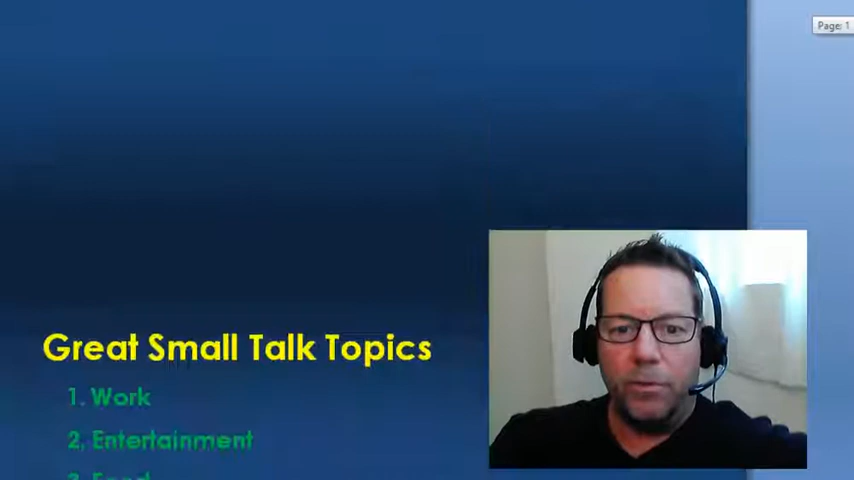 Page: 1
Great Small Talk Topics
1. Work
2. Entertainment